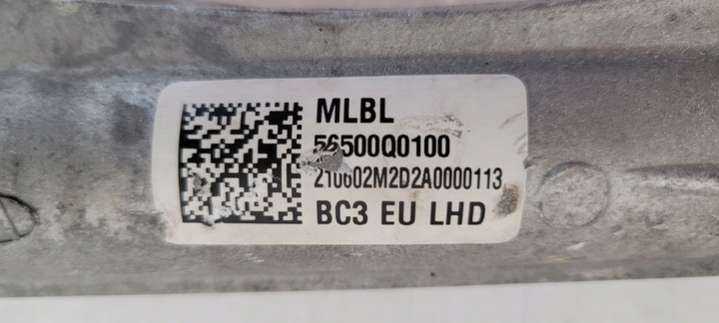 MLBL
56500Q0100
210602M2D2A0000113
BC3 EU LHD